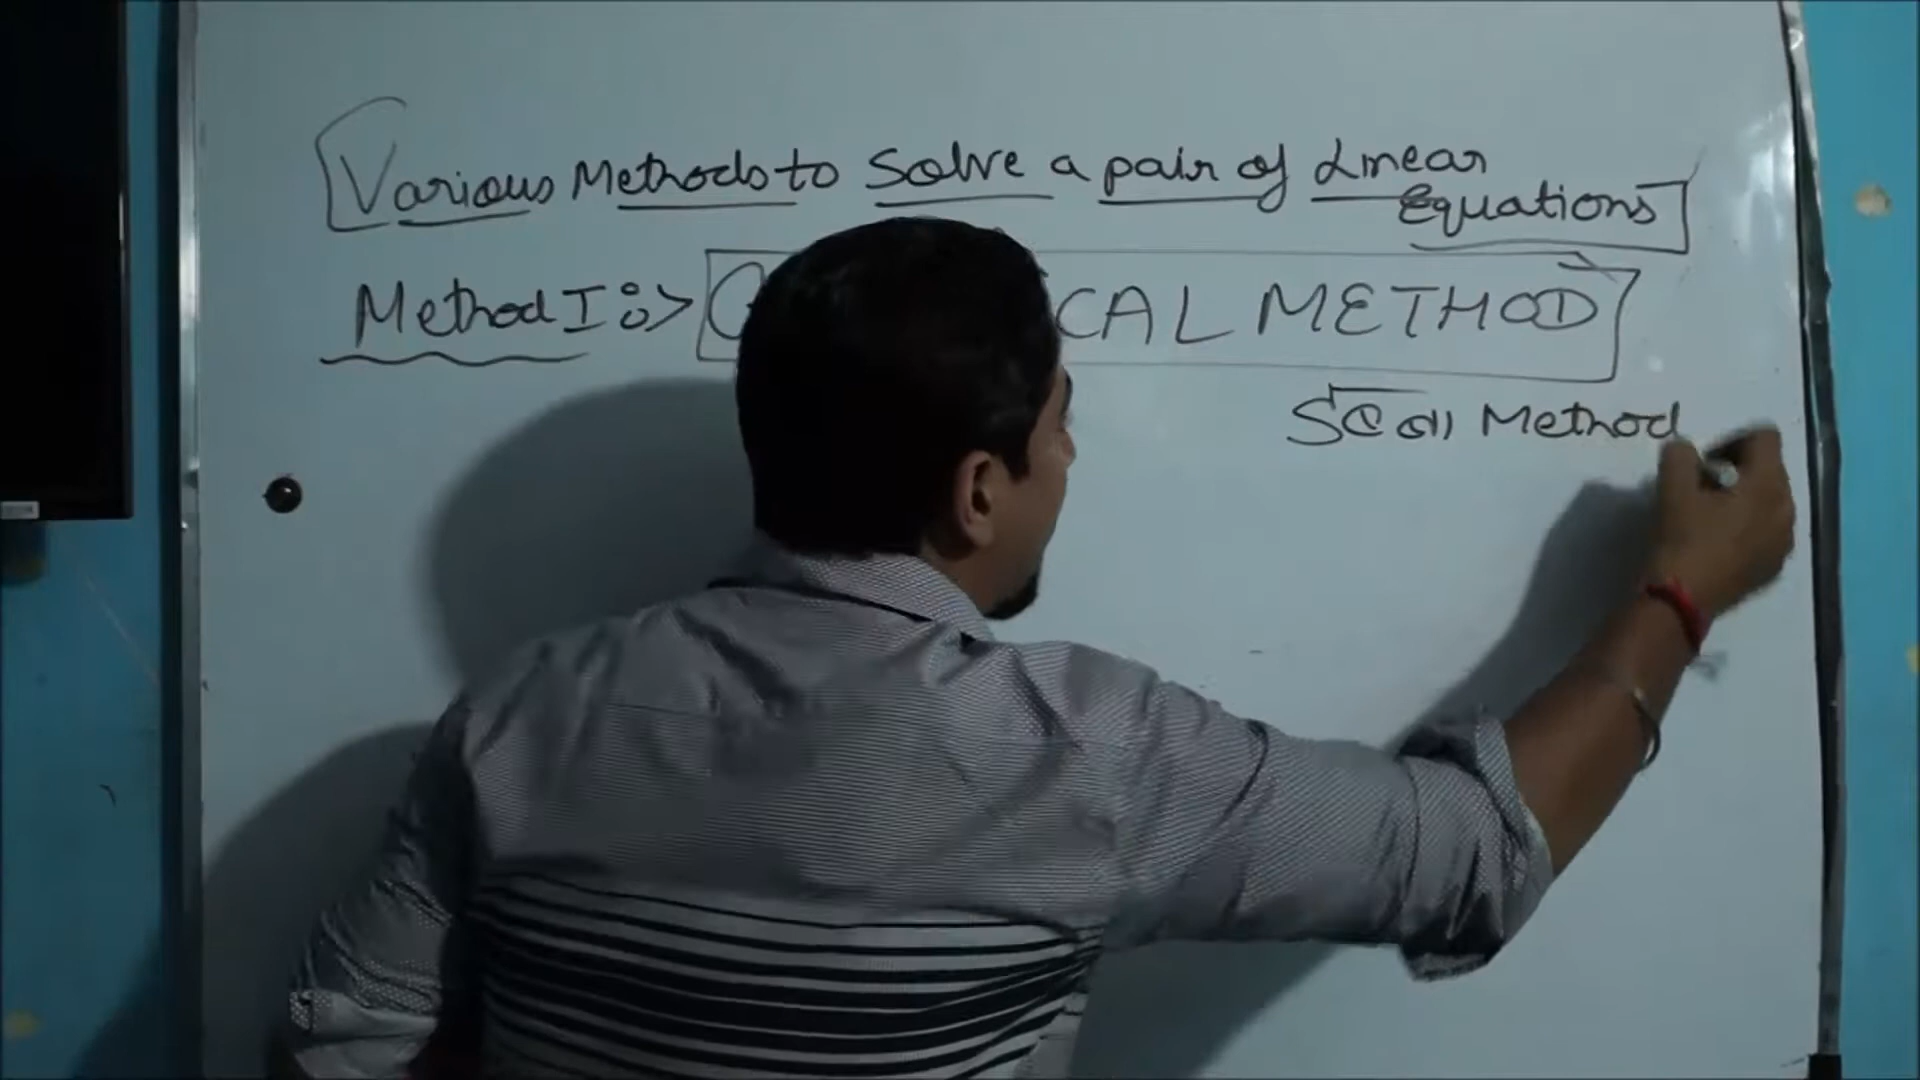 Various Methods to Solve a pair of Linear
Equations
Method I :> CAL METHOD
Method